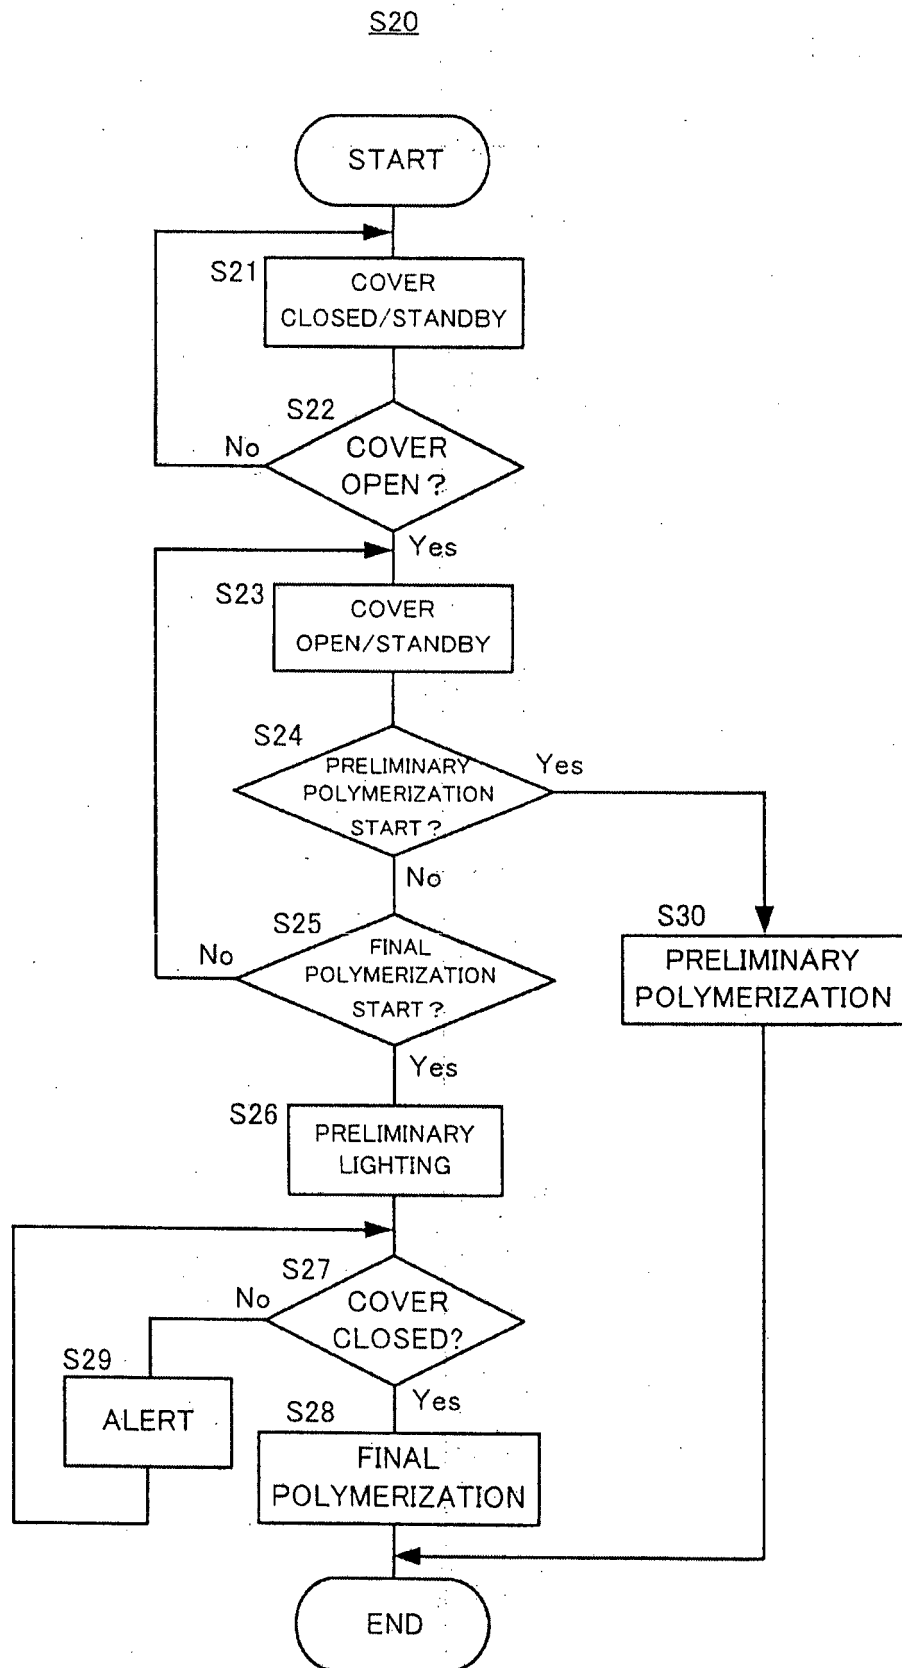 S20
START
S21
COVER
CLOSED/STANDBY
S22
No
COVER
OPEN?
Yes
S23
COVER
OPEN/STANDBY
S24
PRELIMINARY
POLYMERIZATION
START?
Yes
No
S25
No
FINAL
POLYMERIZATION
START?
Yes
S30
PRELIMINARY
POLYMERIZATION
S26
PRELIMINARY
LIGHTING
S27
No
COVER
CLOSED?
Yes
S29
ALERT
S28
FINAL
POLYMERIZATION
END